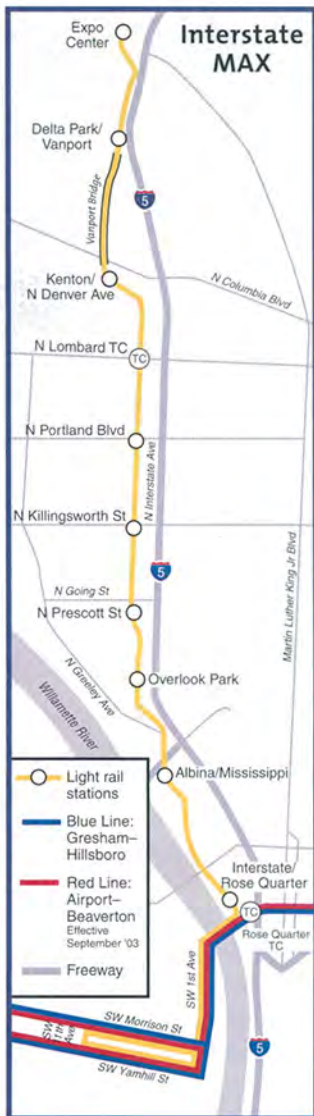 Interstate
MAX
Expo
Center
Delta Park/
Vanport
Vanport Bridge
5
Kenton/
N Denver Ave
N Columbia Blvd
N Lombard TC
TC
N Portland Blvd
N Interstate Ave
N Killingsworth St
Martin Luther King Jr Blvd
5
N Going St
N Prescott St
N Greeley Ave
Overlook Park
Willamette River
Albina/Mississippi
Light rail
stations
Blue Line:
Gresham–
Hillsboro
Red Line:
Airport–
Beaverton
Effective
September '03
Freeway
Interstate/
Rose Quarter
TC
Rose Quarter
TC
SW 1st Ave
SW Morrison St
SW
11th
Ave
SW Yamhill St
5